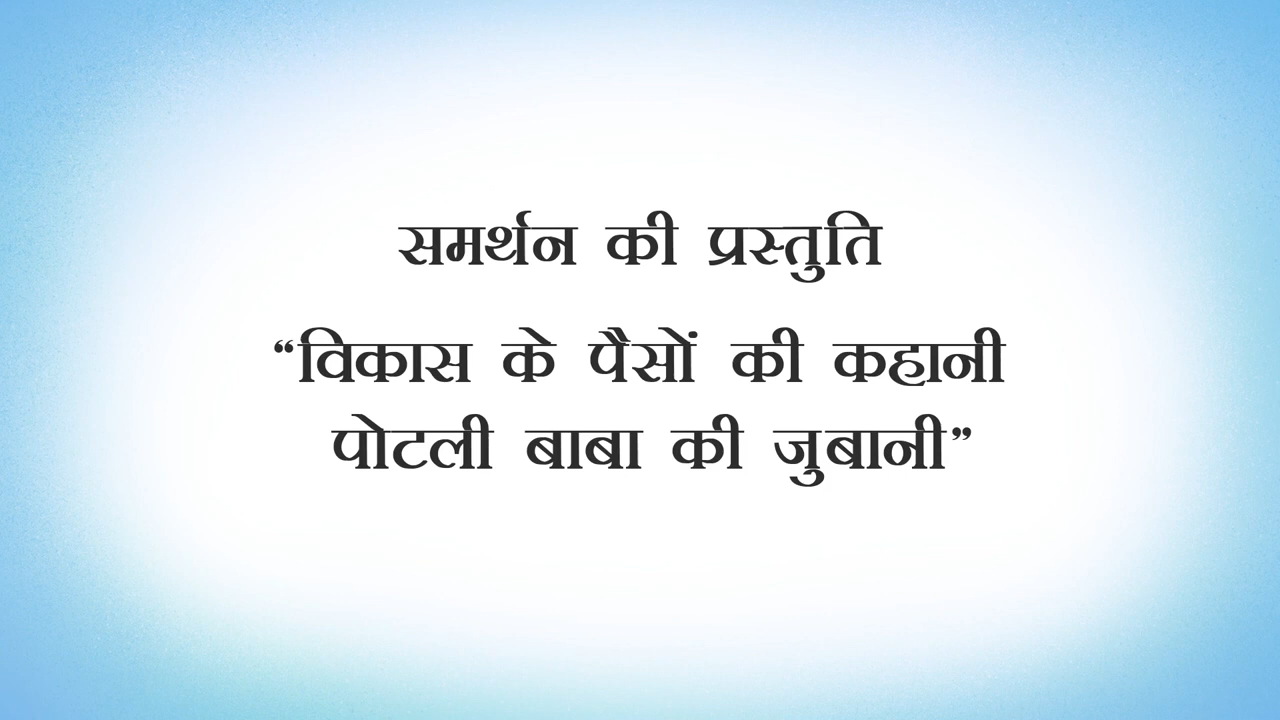 समर्थन की प्रस्तुति
“विकास के पैसों की कहानी
पोटली बाबा की जुबानी”